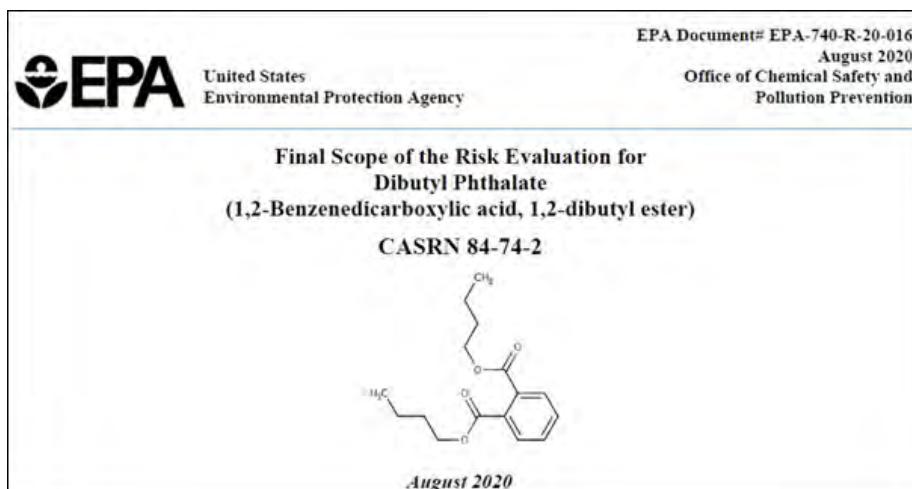 EPA Document# EPA-740-R-20-016
August 2020
Office of Chemical Safety and
Pollution Prevention
EPA
United States
Environmental Protection Agency
Final Scope of the Risk Evaluation for
Dibutyl Phthalate
(1,2-Benzenedicarboxylic acid, 1,2-dibutyl ester)
CASRN 84-74-2
CH₃
O
O
H₃C
O
O
August 2020